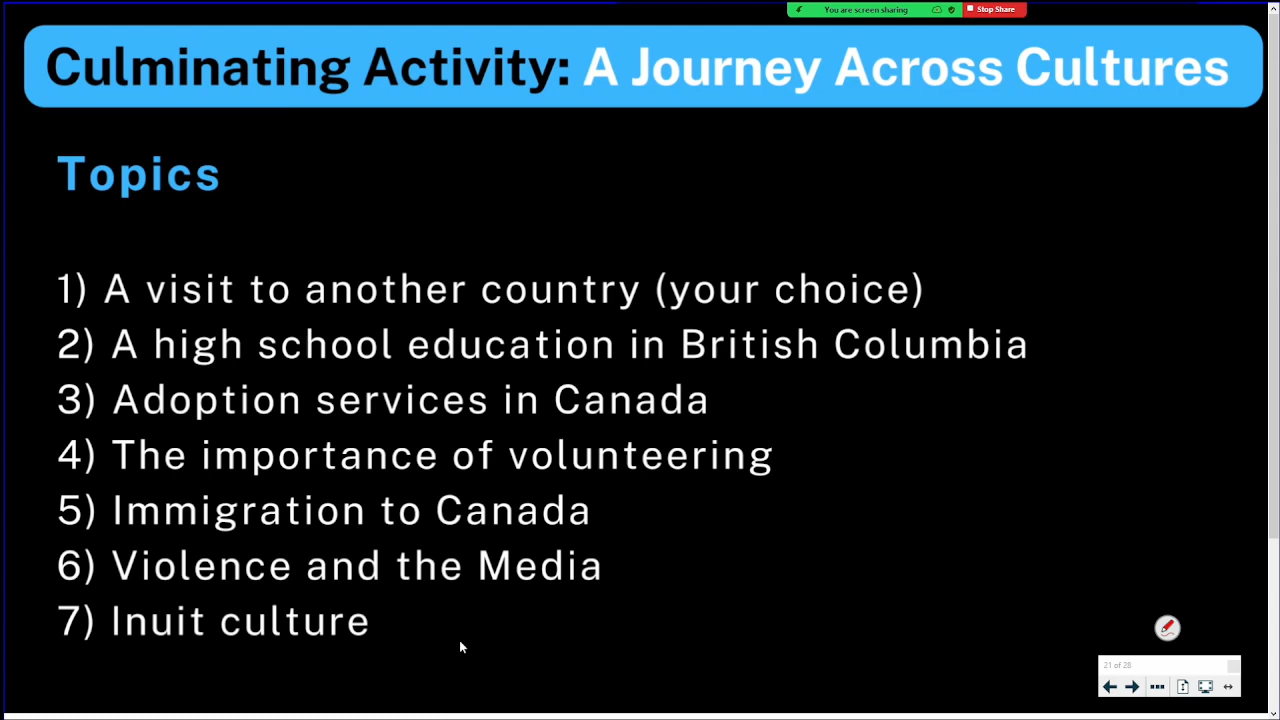 You are screen sharing Stop Share
Culminating Activity: A Journey Across Cultures
Topics
1) A visit to another country (your choice)
2) A high school education in British Columbia
3) Adoption services in Canada
4) The importance of volunteering
5) Immigration to Canada
6) Violence and the Media
7) Inuit culture
21 of 28